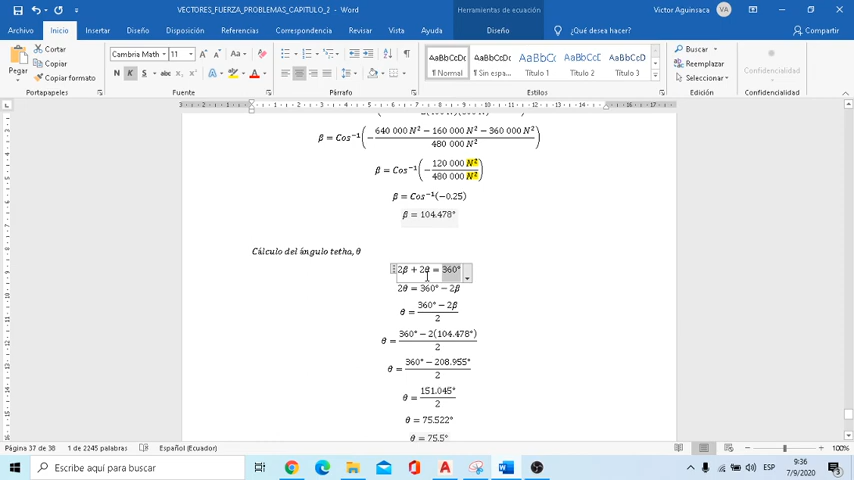 VECTORES_FUERZA_PROBLEMAS_CAPITULO_2 - Word
Herramientas de ecuación
Victor Aguinsaca
VA
Archivo Inicio Insertar Diseño Disposición Referencias Correspondencia Revisar Vista Ayuda Diseño ¿Qué desea hacer?
Pegar
Cortar
Copiar
Copiar formato
Portapapeles
Cambria Math 11
N K S
Fuente
Párrafo
AaBbCcDc ¶ Normal
AaBbCcDc ¶ Sin espa...
AaBbC Título 1
AaBbCcD Título 2
AaBbCcDd Título 3
Estilos
Buscar
Reemplazar
Seleccionar
Edición
Confidencialidad
Confidencialidad
β = Cos⁻¹(−(640 000 N² − 160 000 N² − 360 000 N²)/(480 000 N²))
β = Cos⁻¹(−(120 000 N²)/(480 000 N²))
β = Cos⁻¹(−0.25)
β = 104.478°
Cálculo del ángulo tetha, θ
2β + 2θ = 360°
2θ = 360° − 2β
θ = (360° − 2β)/2
θ = (360° − 2(104.478°))/2
θ = (360° − 208.955°)/2
θ = 151.045°/2
θ = 75.522°
θ = 75.5°
Página 37 de 38 1 de 2245 palabras Español (Ecuador) 100%
Escribe aquí para buscar
ESP
9:36
7/9/2020